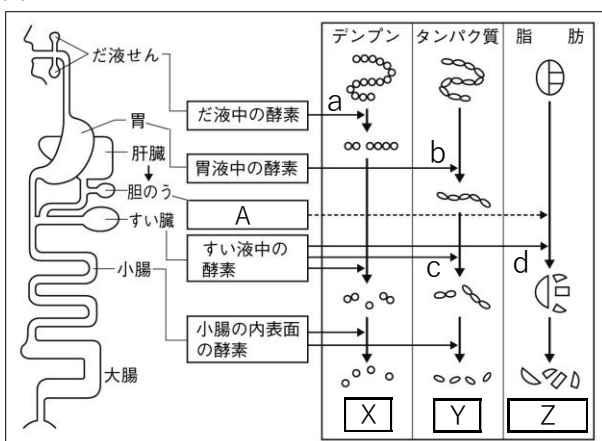 デンプン
タンパク質
脂 肪
だ液せん
a
だ液中の酵素
胃
肝臓
b
胃液中の酵素
胆のう
A
すい臓
すい液中の
酵素
c
d
小腸
小腸の内表面
の酵素
大腸
X
Y
Z